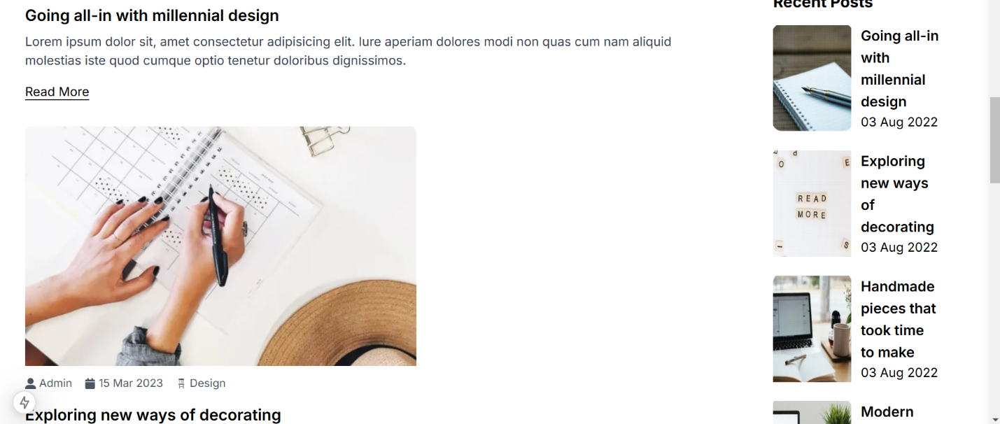 Going all-in with millennial design
Lorem ipsum dolor sit, amet consectetur adipisicing elit. Iure aperiam dolores modi non quas cum nam aliquid
molestias iste quod cumque optio tenetur doloribus dignissimos.
Read More
Admin 15 Mar 2023 Design
Exploring new ways of decorating
Recent Posts
Going all-in
with
millennial
design
03 Aug 2022
O
E
READ
MORE
S
Exploring
new ways
of
decorating
03 Aug 2022
Handmade
pieces that
took time
to make
03 Aug 2022
Modern